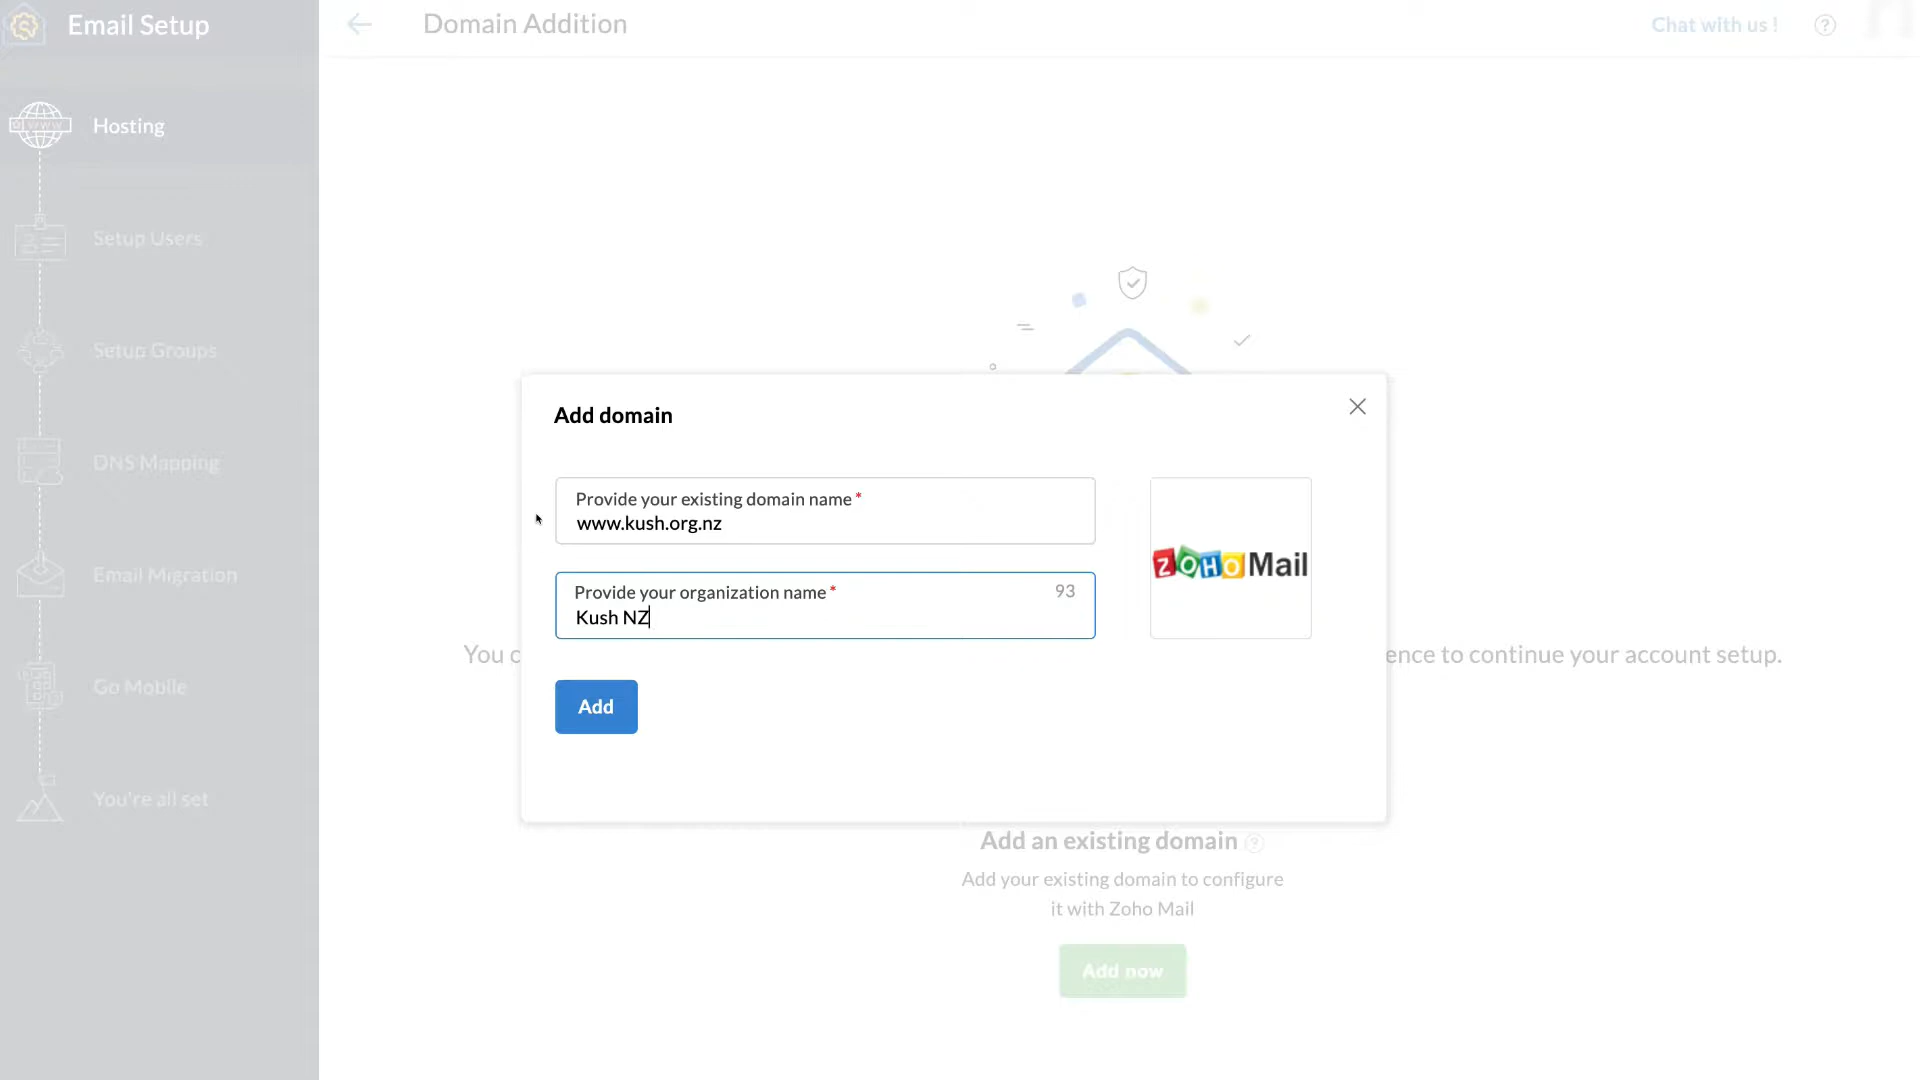 Email Setup
Domain Addition
Chat with us !
?
www
Hosting
Setup Users
Setup Groups
DNS Mapping
Email Migration
Go Mobile
You're all set
Add domain
Provide your existing domain name *
www.kush.org.nz
Provide your organization name *
93
Kush NZ
ZOHO Mail
Add
You c
ence to continue your account setup.
Add an existing domain ?
Add your existing domain to configure
it with Zoho Mail
Add now